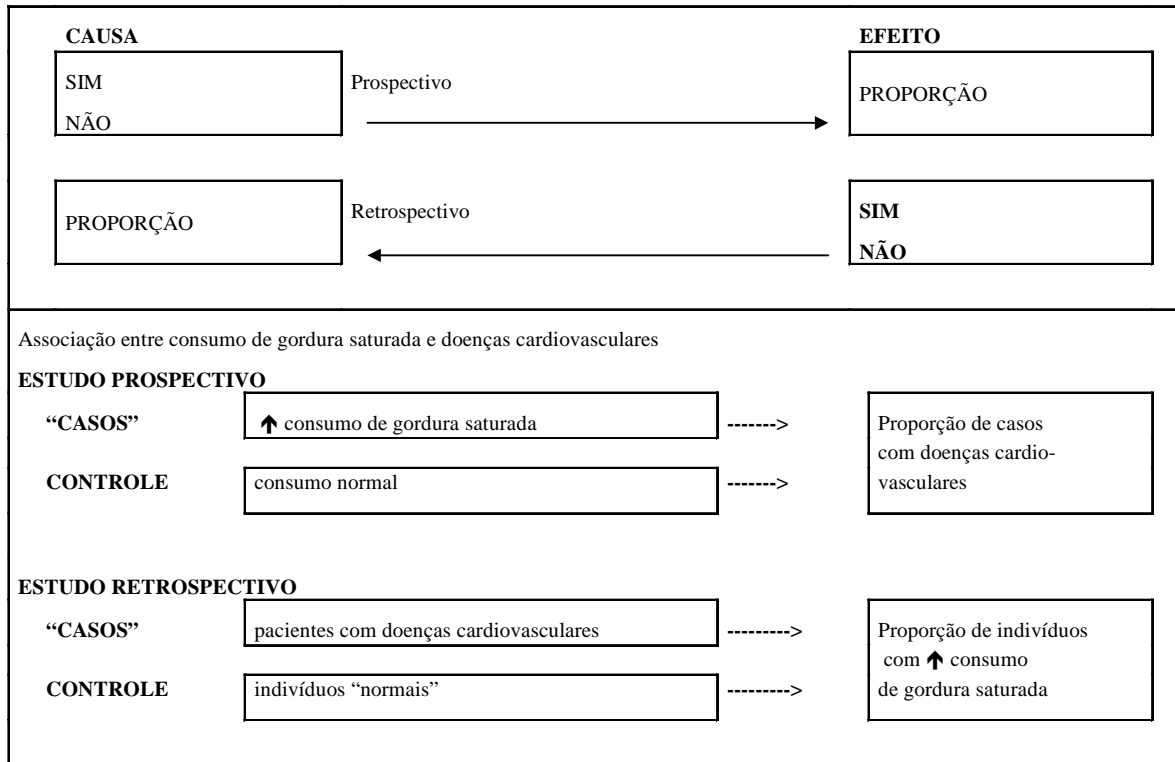 CAUSA EFEITO
SIM Prospectivo PROPORÇÃO
NÃO
PROPORÇÃO Retrospectivo SIM
NÃO
Associação entre consumo de gordura saturada e doenças cardiovasculares
ESTUDO PROSPECTIVO
“CASOS” ↑ consumo de gordura saturada -------> Proporção de casos
com doenças cardio-
CONTROLE consumo normal -------> vasculares
ESTUDO RETROSPECTIVO
“CASOS” pacientes com doenças cardiovasculares ---------> Proporção de indivíduos
com ↑ consumo
CONTROLE indivíduos “normais” ---------> de gordura saturada